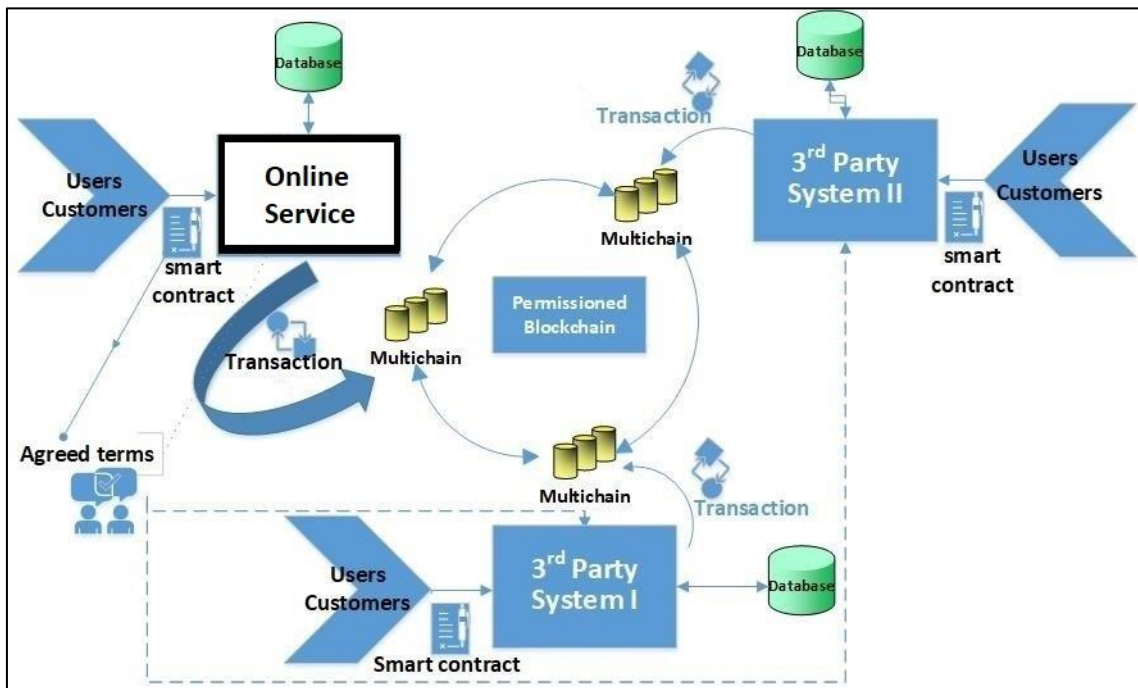 Database
Users
Customers
Online
Service
smart
contract
Transaction
Agreed terms
Database
Transaction
3rd Party
System II
Users
Customers
smart
contract
Multichain
Permissioned
Blockchain
Multichain
Multichain
Transaction
Users
Customers
Smart contract
3rd Party
System I
Database